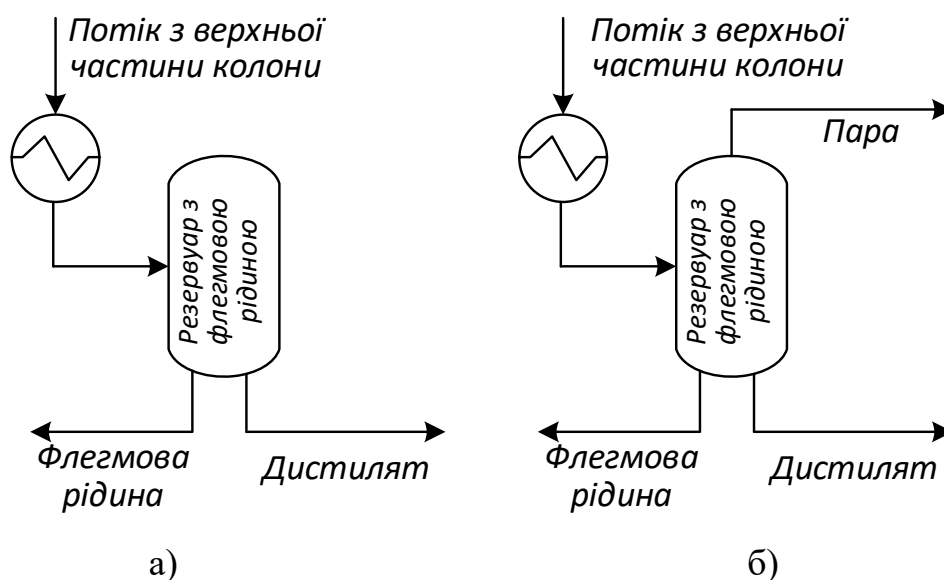 Потік з верхньої
частини колони
Резервуар з
флегмовою
рідиною
Флегмова
рідина
Дистилят
а)
Потік з верхньої
частини колони
Пара
Резервуар з
флегмовою
рідиною
Флегмова
рідина
Дистилят
б)